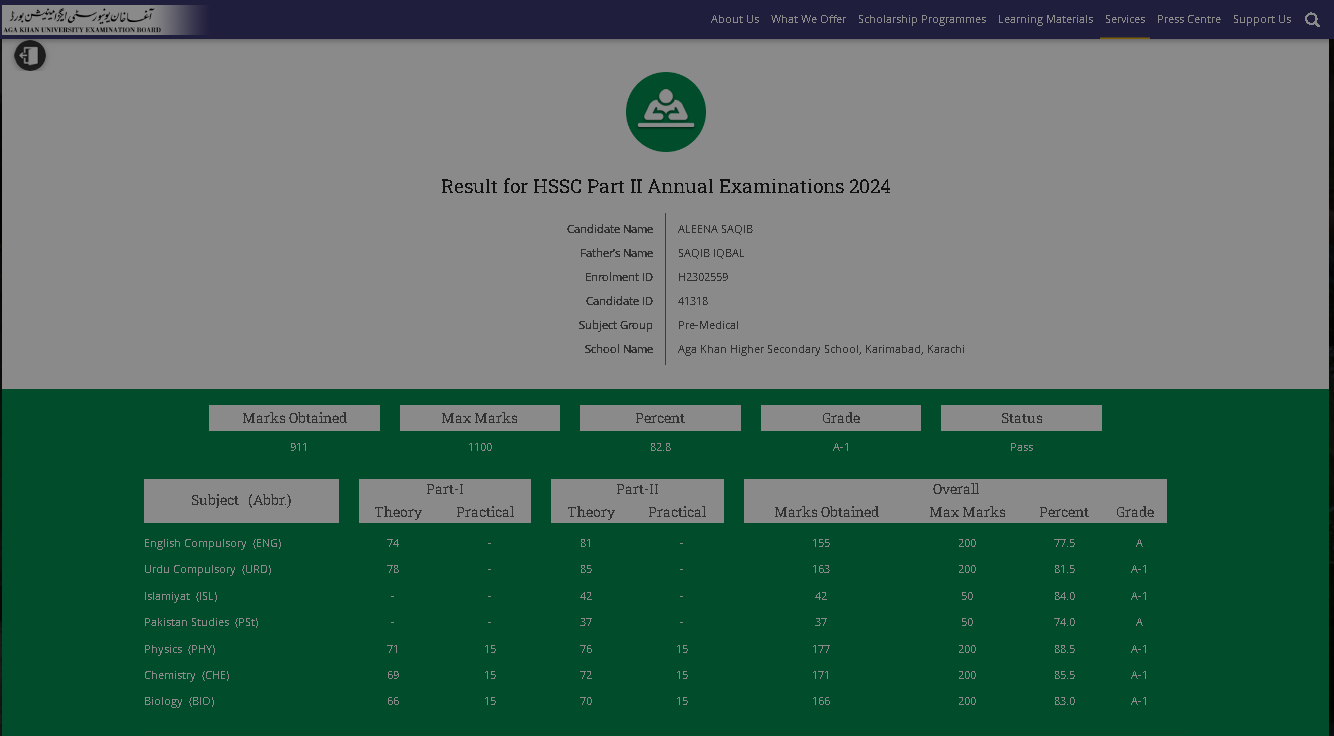 آغا خان یونیورسٹی ایگزامینیشن بورڈ
AGA KHAN UNIVERSITY EXAMINATION BOARD
About Us What We Offer Scholarship Programmes Learning Materials Services Press Centre Support Us
Result for HSSC Part II Annual Examinations 2024
Candidate Name ALEENA SAQIB
Father's Name SAQIB IQBAL
Enrolment ID H2302559
Candidate ID 41318
Subject Group Pre-Medical
School Name Aga Khan Higher Secondary School, Karimabad, Karachi
Marks Obtained Max Marks Percent Grade Status
911 1100 82.8 A-1 Pass
Subject (Abbr.) Part-I Part-II Overall
Theory Practical Theory Practical Marks Obtained Max Marks Percent Grade
English Compulsory (ENG) 74 - 81 - 155 200 77.5 A
Urdu Compulsory (URD) 78 - 85 - 163 200 81.5 A-1
Islamiyat (ISL) - - 42 - 42 50 84.0 A-1
Pakistan Studies (PSt) - - 37 - 37 50 74.0 A
Physics (PHY) 71 15 76 15 177 200 88.5 A-1
Chemistry (CHE) 69 15 72 15 171 200 85.5 A-1
Biology (BIO) 66 15 70 15 166 200 83.0 A-1